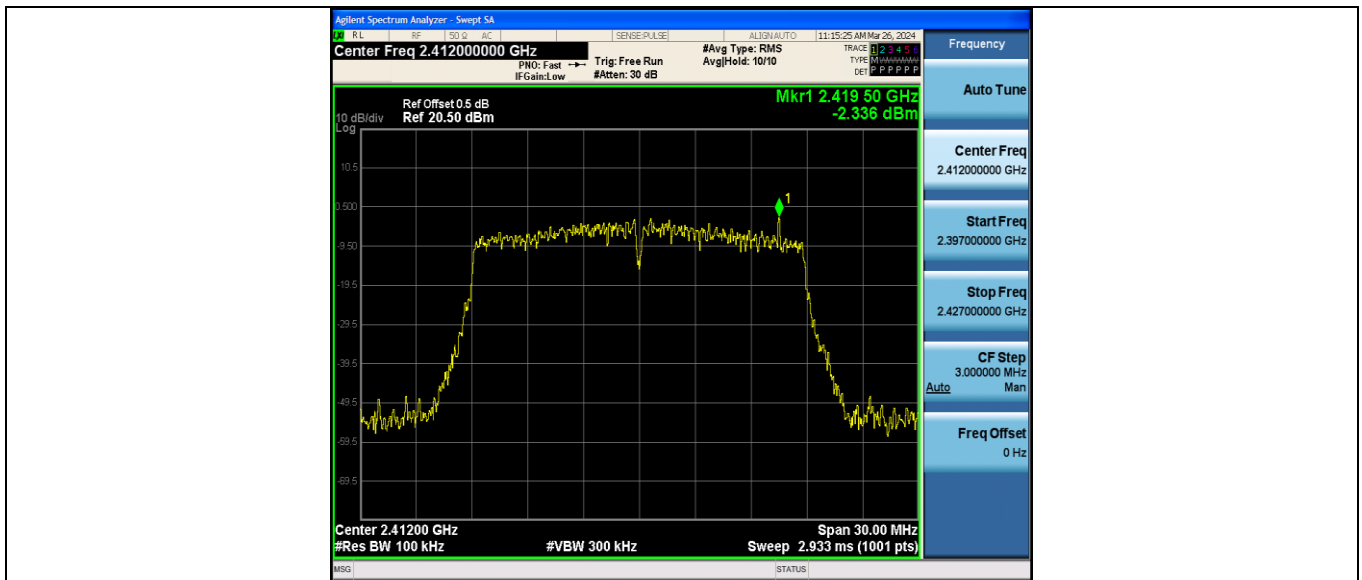 Agilent Spectrum Analyzer - Swept SA
RL RF 50 Ω AC SENSE:PULSE ALIGNAUTO 11:15:25 AM Mar 26, 2024
Center Freq 2.412000000 GHz
PNO: Fast
IFGain:Low
Trig: Free Run
#Atten: 30 dB
#Avg Type: RMS
Avg|Hold: 10/10
TRACE 1 2 3 4 5 6
TYPE M
DET P P P P P P
Mkr1 2.419 50 GHz
-2.336 dBm
Ref Offset 0.5 dB
10 dB/div Ref 20.50 dBm
Log
10.5
0.500
-9.50
-19.5
-29.5
-39.5
-49.5
-59.5
-69.5
1
Center 2.41200 GHz Span 30.00 MHz
#Res BW 100 kHz #VBW 300 kHz Sweep 2.933 ms (1001 pts)
MSG STATUS
Frequency
Auto Tune
Center Freq
2.412000000 GHz
Start Freq
2.397000000 GHz
Stop Freq
2.427000000 GHz
CF Step
3.000000 MHz
Auto Man
Freq Offset
0 Hz